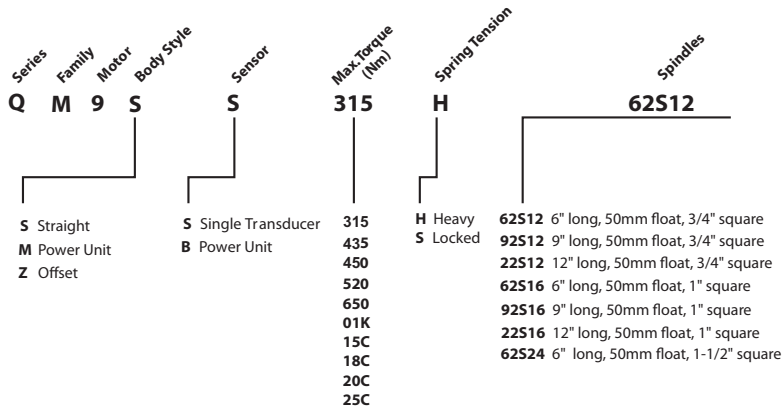 Series Family Motor Body Style Sensor Max. Torque (Nm) Spring Tension Spindles
Q M 9 S S 315 H 62S12
S Straight
M Power Unit
Z Offset
S Single Transducer
B Power Unit
315
435
450
520
650
01K
15C
18C
20C
25C
H Heavy
S Locked
62S12 6" long, 50mm float, 3/4" square
92S12 9" long, 50mm float, 3/4" square
22S12 12" long, 50mm float, 3/4" square
62S16 6" long, 50mm float, 1" square
92S16 9" long, 50mm float, 1" square
22S16 12" long, 50mm float, 1" square
62S24 6" long, 50mm float, 1-1/2" square